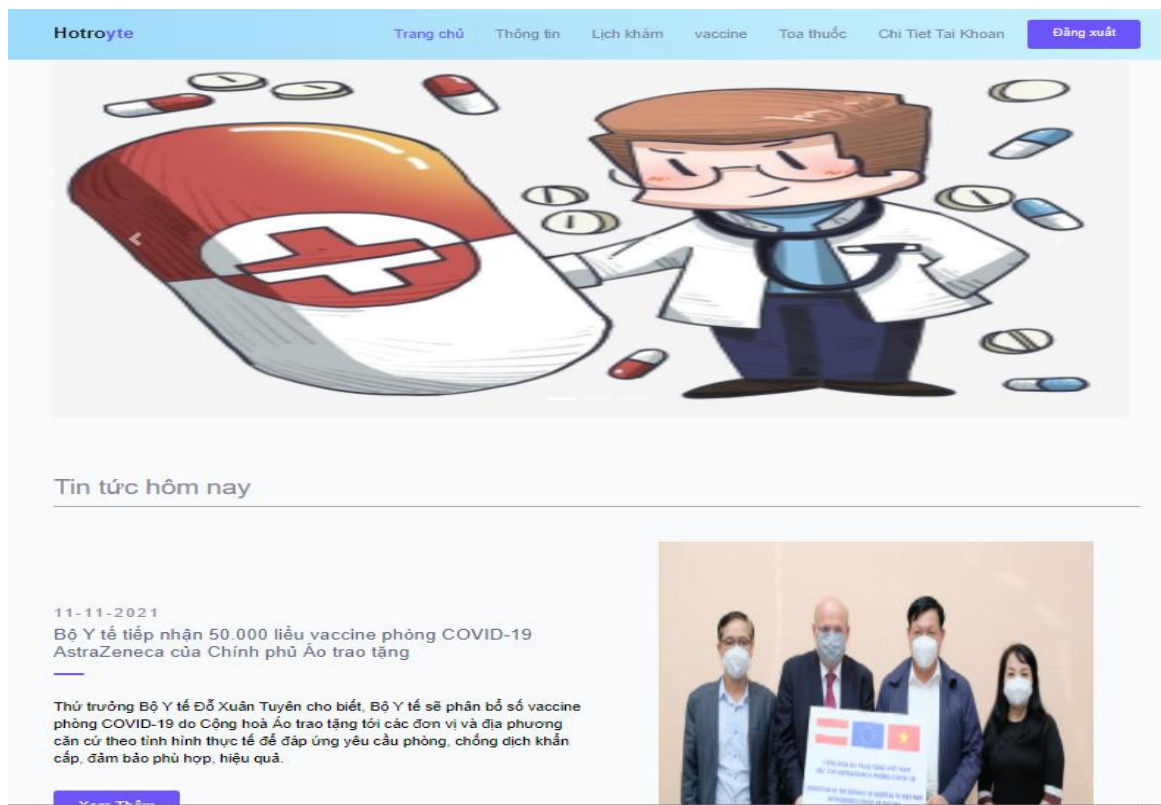 Hotroyte Trang chủ Thông tin Lịch khám vaccine Toa thuốc Chi Tiet Tai Khoan Đăng xuất
Tin tức hôm nay
11-11-2021
Bộ Y tế tiếp nhận 50.000 liều vaccine phòng COVID-19
AstraZeneca của Chính phủ Áo trao tặng
Thứ trưởng Bộ Y tế Đỗ Xuân Tuyên cho biết, Bộ Y tế sẽ phân bổ số vaccine
phòng COVID-19 do Cộng hoà Áo trao tặng tới các đơn vị và địa phương
căn cứ theo tình hình thực tế để đáp ứng yêu cầu phòng, chống dịch khẩn
cấp, đảm bảo phù hợp, hiệu quả.
Xem Thêm